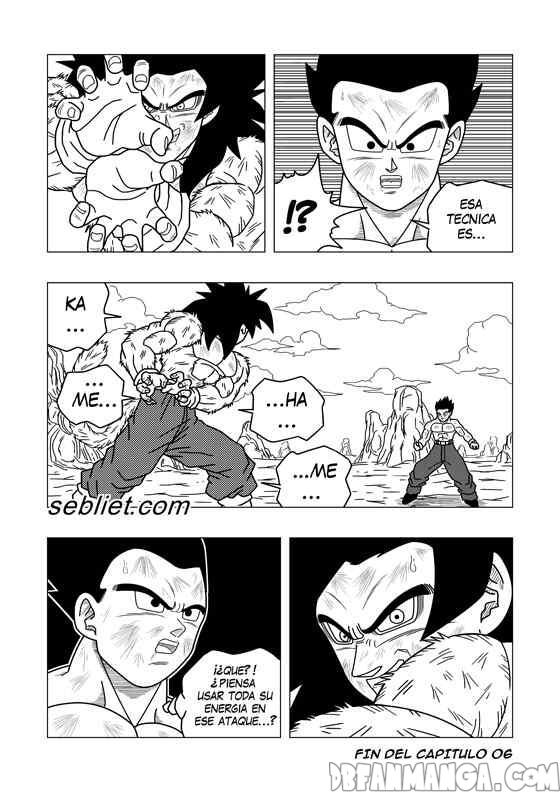 !?
ESA
TECNICA
ES...
KA
...
...
ME...
...HA
...
...ME
...
sebliet.com
¡¿QUE?!
¿PIENSA
USAR TODA SU
ENERGIA EN
ESE ATAQUE...?
FIN DEL CAPITULO 06
DBFANMANGA.COM